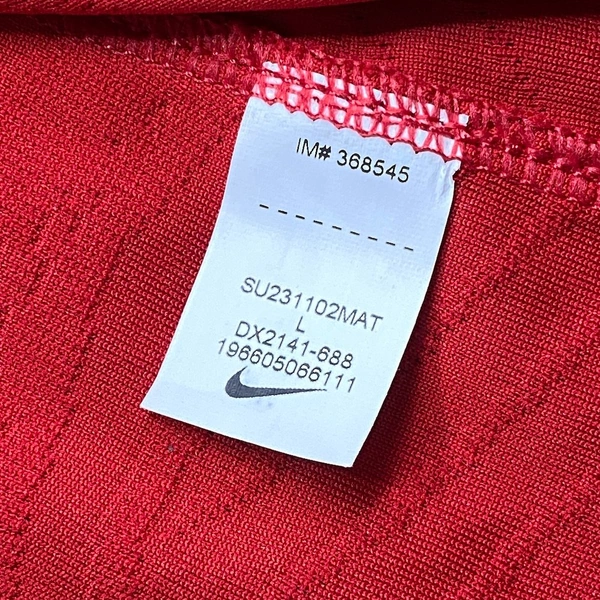 IM# 368545
---------
SU231102MAT
L
DX2141-688
196605066111